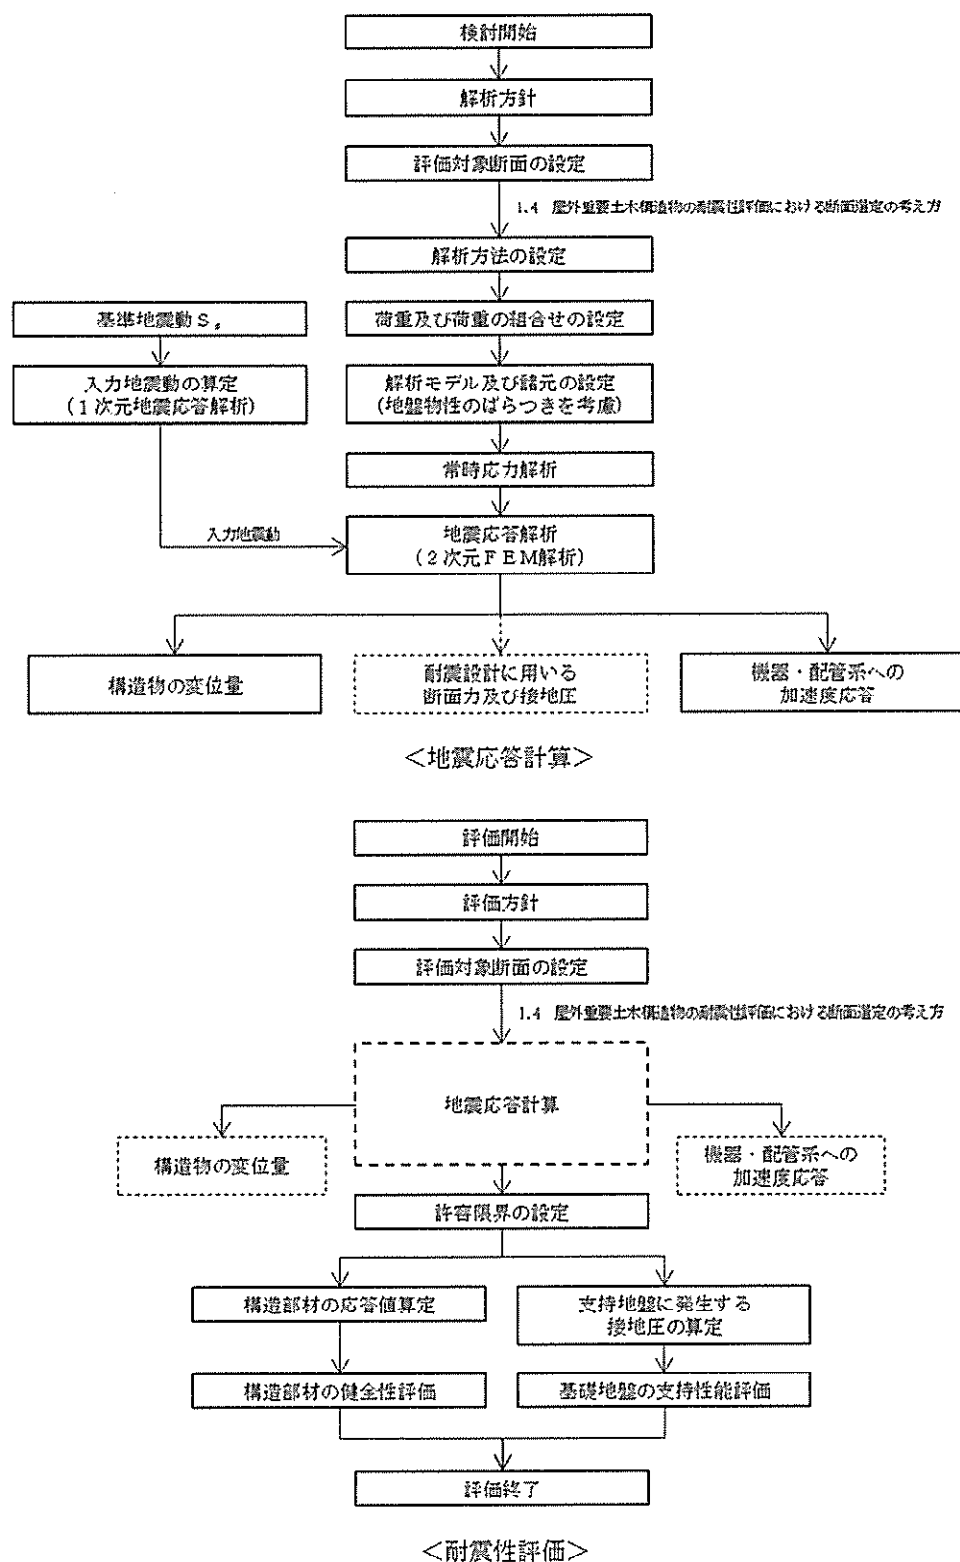 検討開始
解析方針
評価対象断面の設定
1.4 屋外重要土木構造物の耐震性評価における断面選定の考え方
解析方法の設定
基準地震動Ss
荷重及び荷重の組合せの設定
入力地震動の算定
(1次元地震応答解析)
解析モデル及び諸元の設定
(地盤物性のばらつきを考慮)
常時応力解析
入力地震動
地震応答解析
(2次元FEM解析)
構造物の変位量
耐震設計に用いる
断面力及び接地圧
機器・配管系への
加速度応答
<地震応答計算>
評価開始
評価方針
評価対象断面の設定
1.4 屋外重要土木構造物の耐震性評価における断面選定の考え方
地震応答計算
構造物の変位量
機器・配管系への
加速度応答
許容限界の設定
構造部材の応答値算定
支持地盤に発生する
接地圧の算定
構造部材の健全性評価
基礎地盤の支持性能評価
評価終了
<耐震性評価>